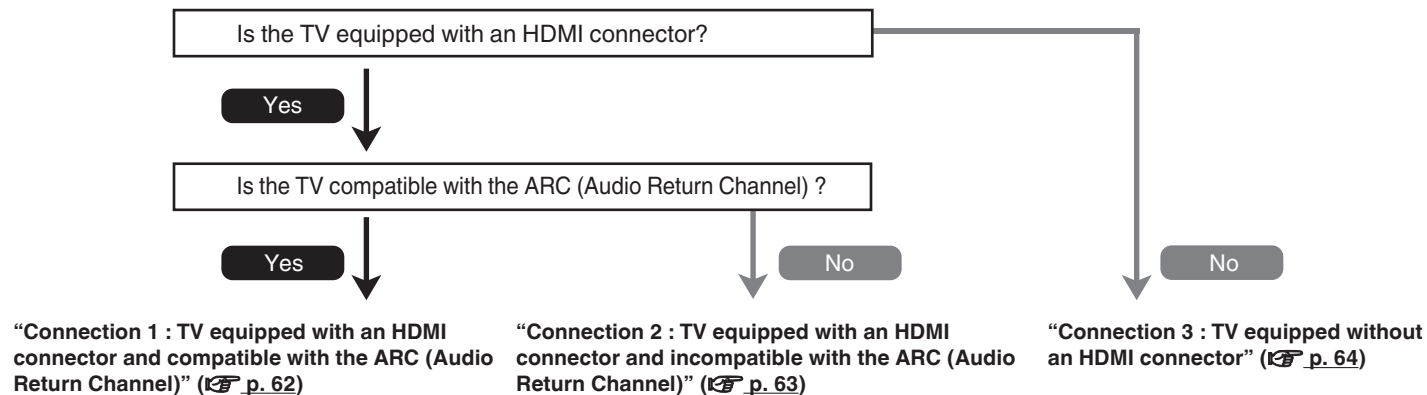 Is the TV equipped with an HDMI connector?
Yes
Is the TV compatible with the ARC (Audio Return Channel) ?
Yes
No
No
“Connection 1 : TV equipped with an HDMI
connector and compatible with the ARC (Audio
Return Channel)” (☞ p. 62)
“Connection 2 : TV equipped with an HDMI
connector and incompatible with the ARC (Audio
Return Channel)” (☞ p. 63)
“Connection 3 : TV equipped without
an HDMI connector” (☞ p. 64)